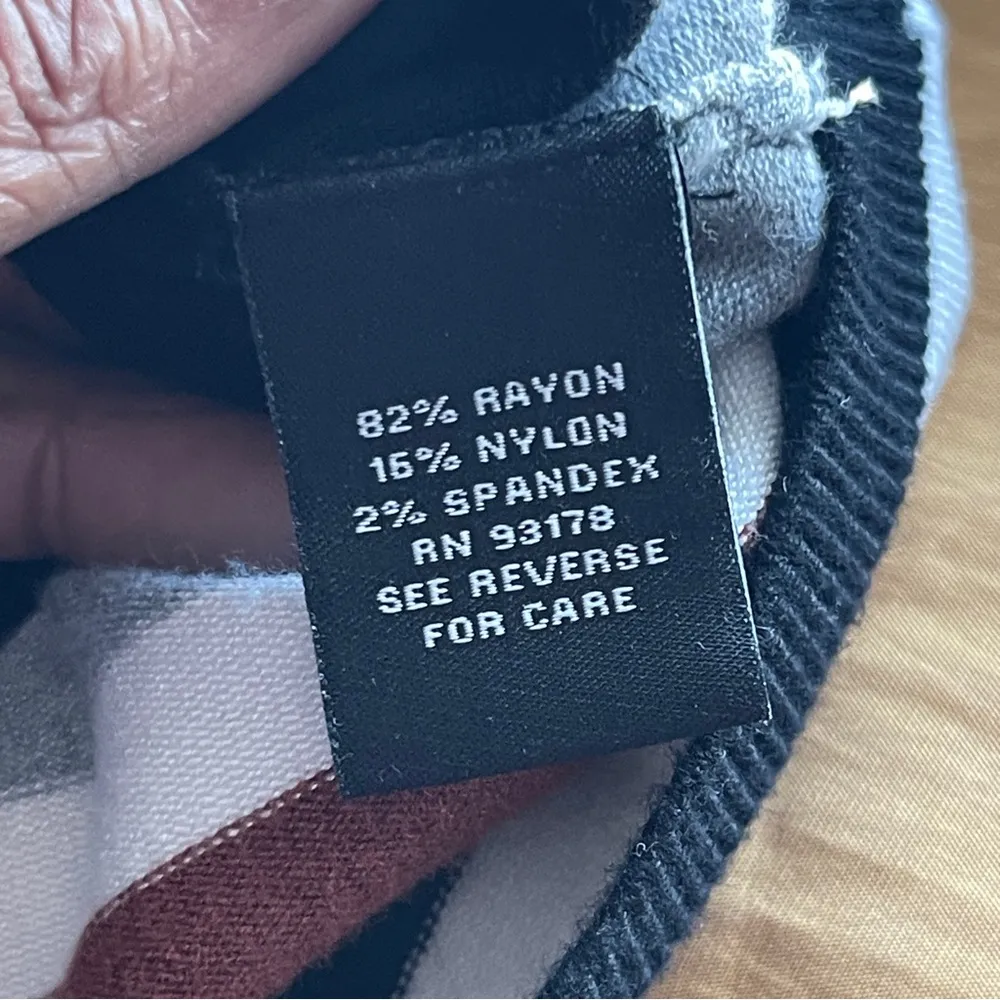 82% RAYON
16% NYLON
2% SPANDEX
RN 93178
SEE REVERSE
FOR CARE